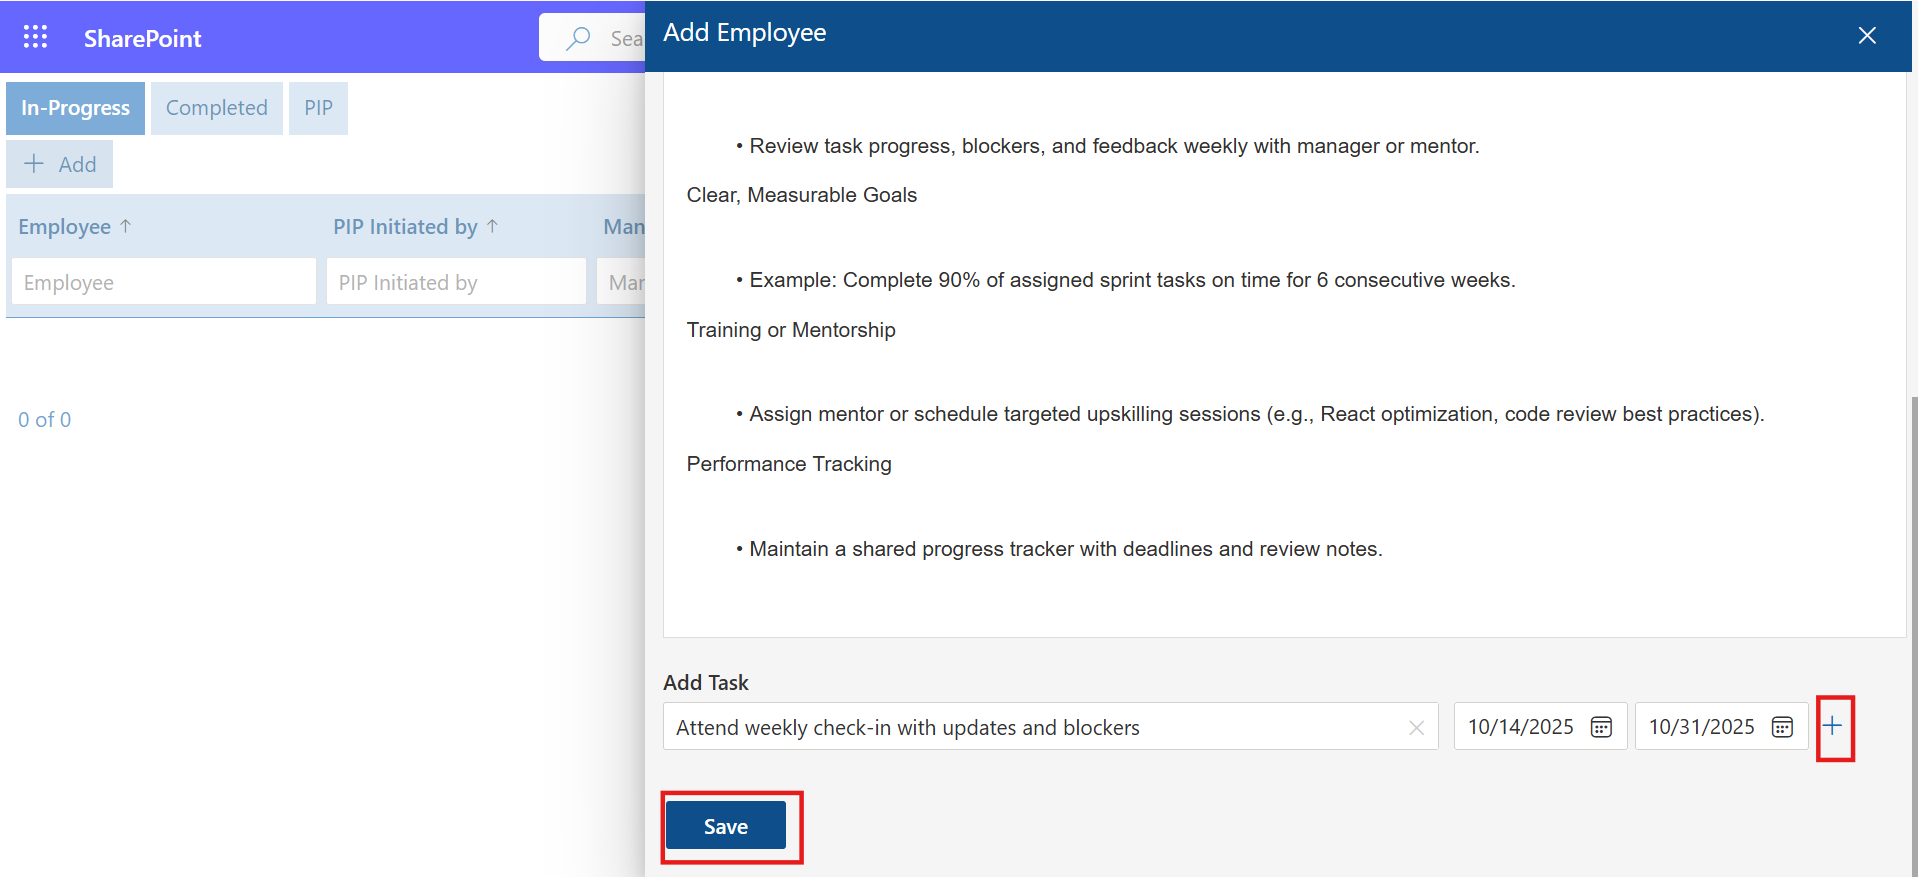 SharePoint
Sea
Add Employee
In-Progress
Completed
PIP
+ Add
Employee ↑
PIP Initiated by ↑
Man
Employee
PIP Initiated by
Mar
0 of 0
• Review task progress, blockers, and feedback weekly with manager or mentor.
Clear, Measurable Goals
• Example: Complete 90% of assigned sprint tasks on time for 6 consecutive weeks.
Training or Mentorship
• Assign mentor or schedule targeted upskilling sessions (e.g., React optimization, code review best practices).
Performance Tracking
• Maintain a shared progress tracker with deadlines and review notes.
Add Task
Attend weekly check-in with updates and blockers
10/14/2025
10/31/2025
Save